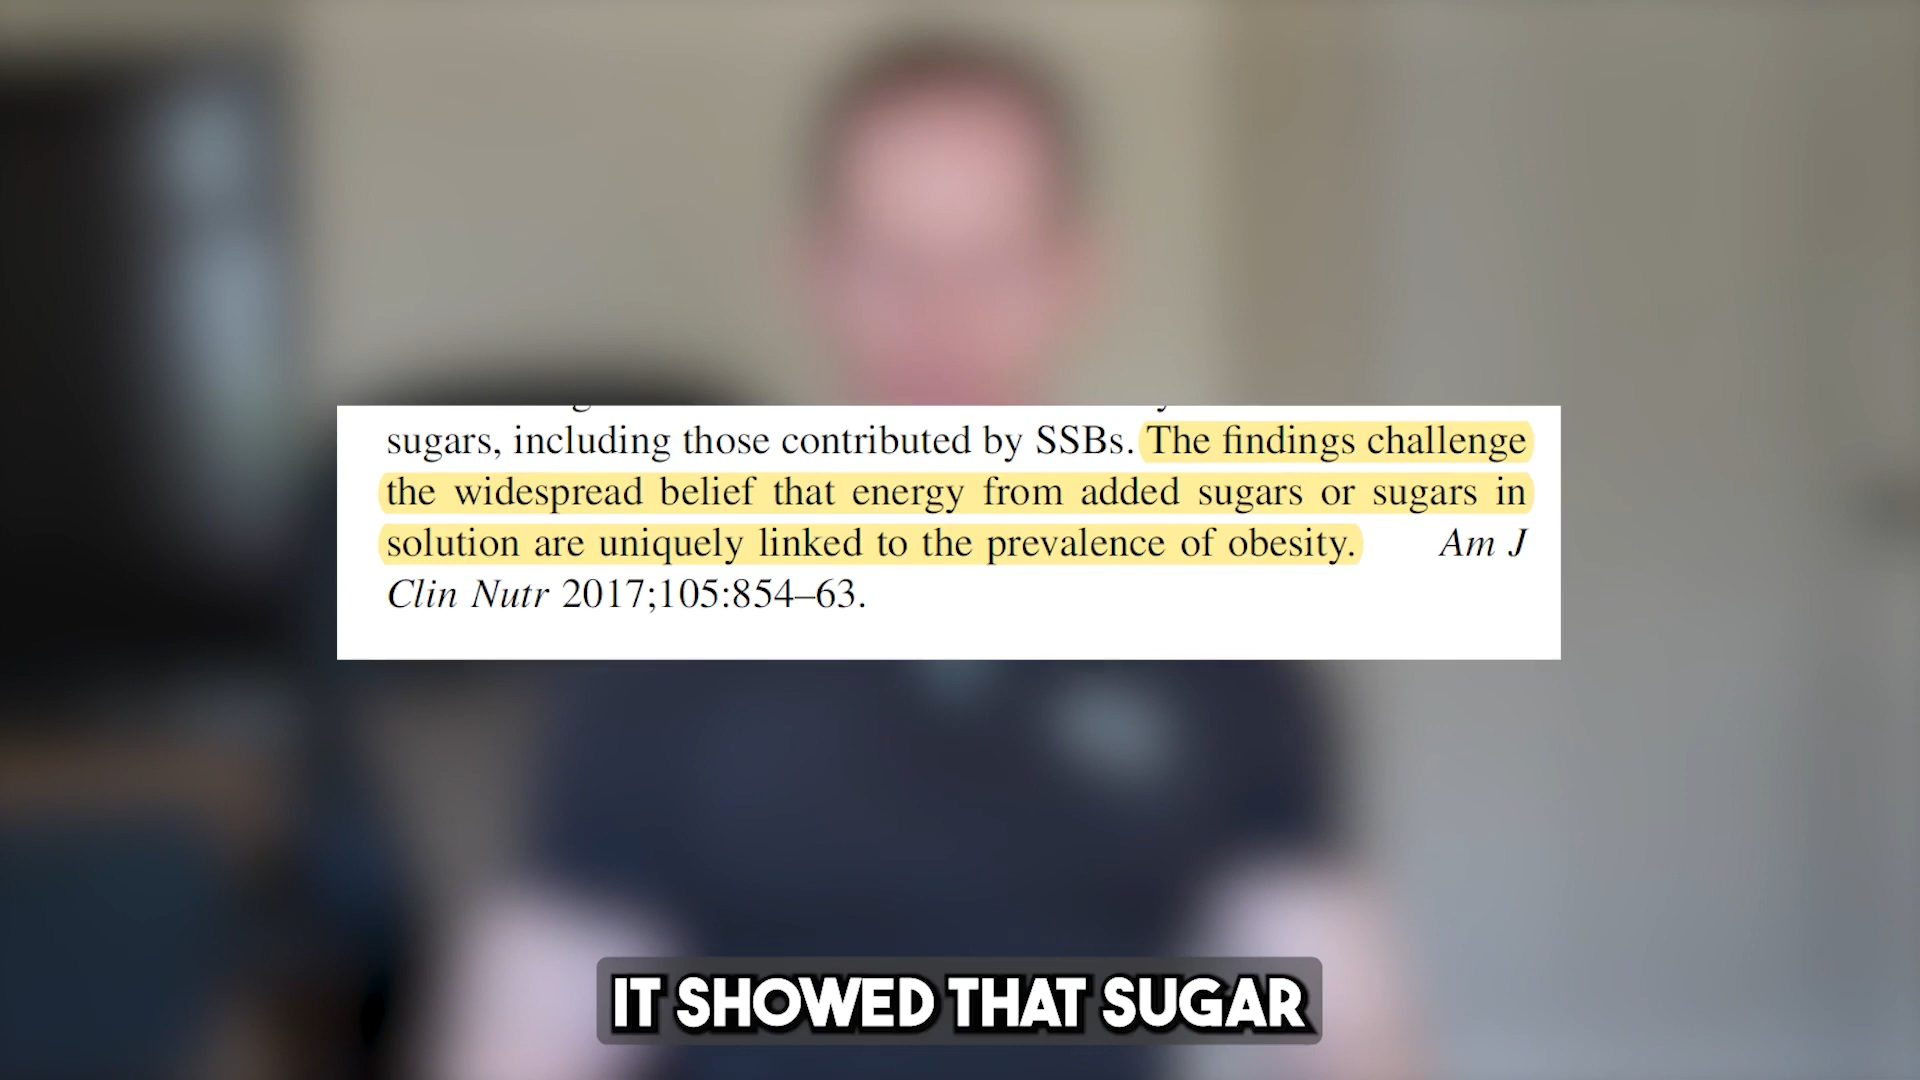 sugars, including those contributed by SSBs. The findings challenge
the widespread belief that energy from added sugars or sugars in
solution are uniquely linked to the prevalence of obesity. Am J
Clin Nutr 2017;105:854–63.
IT SHOWED THAT SUGAR